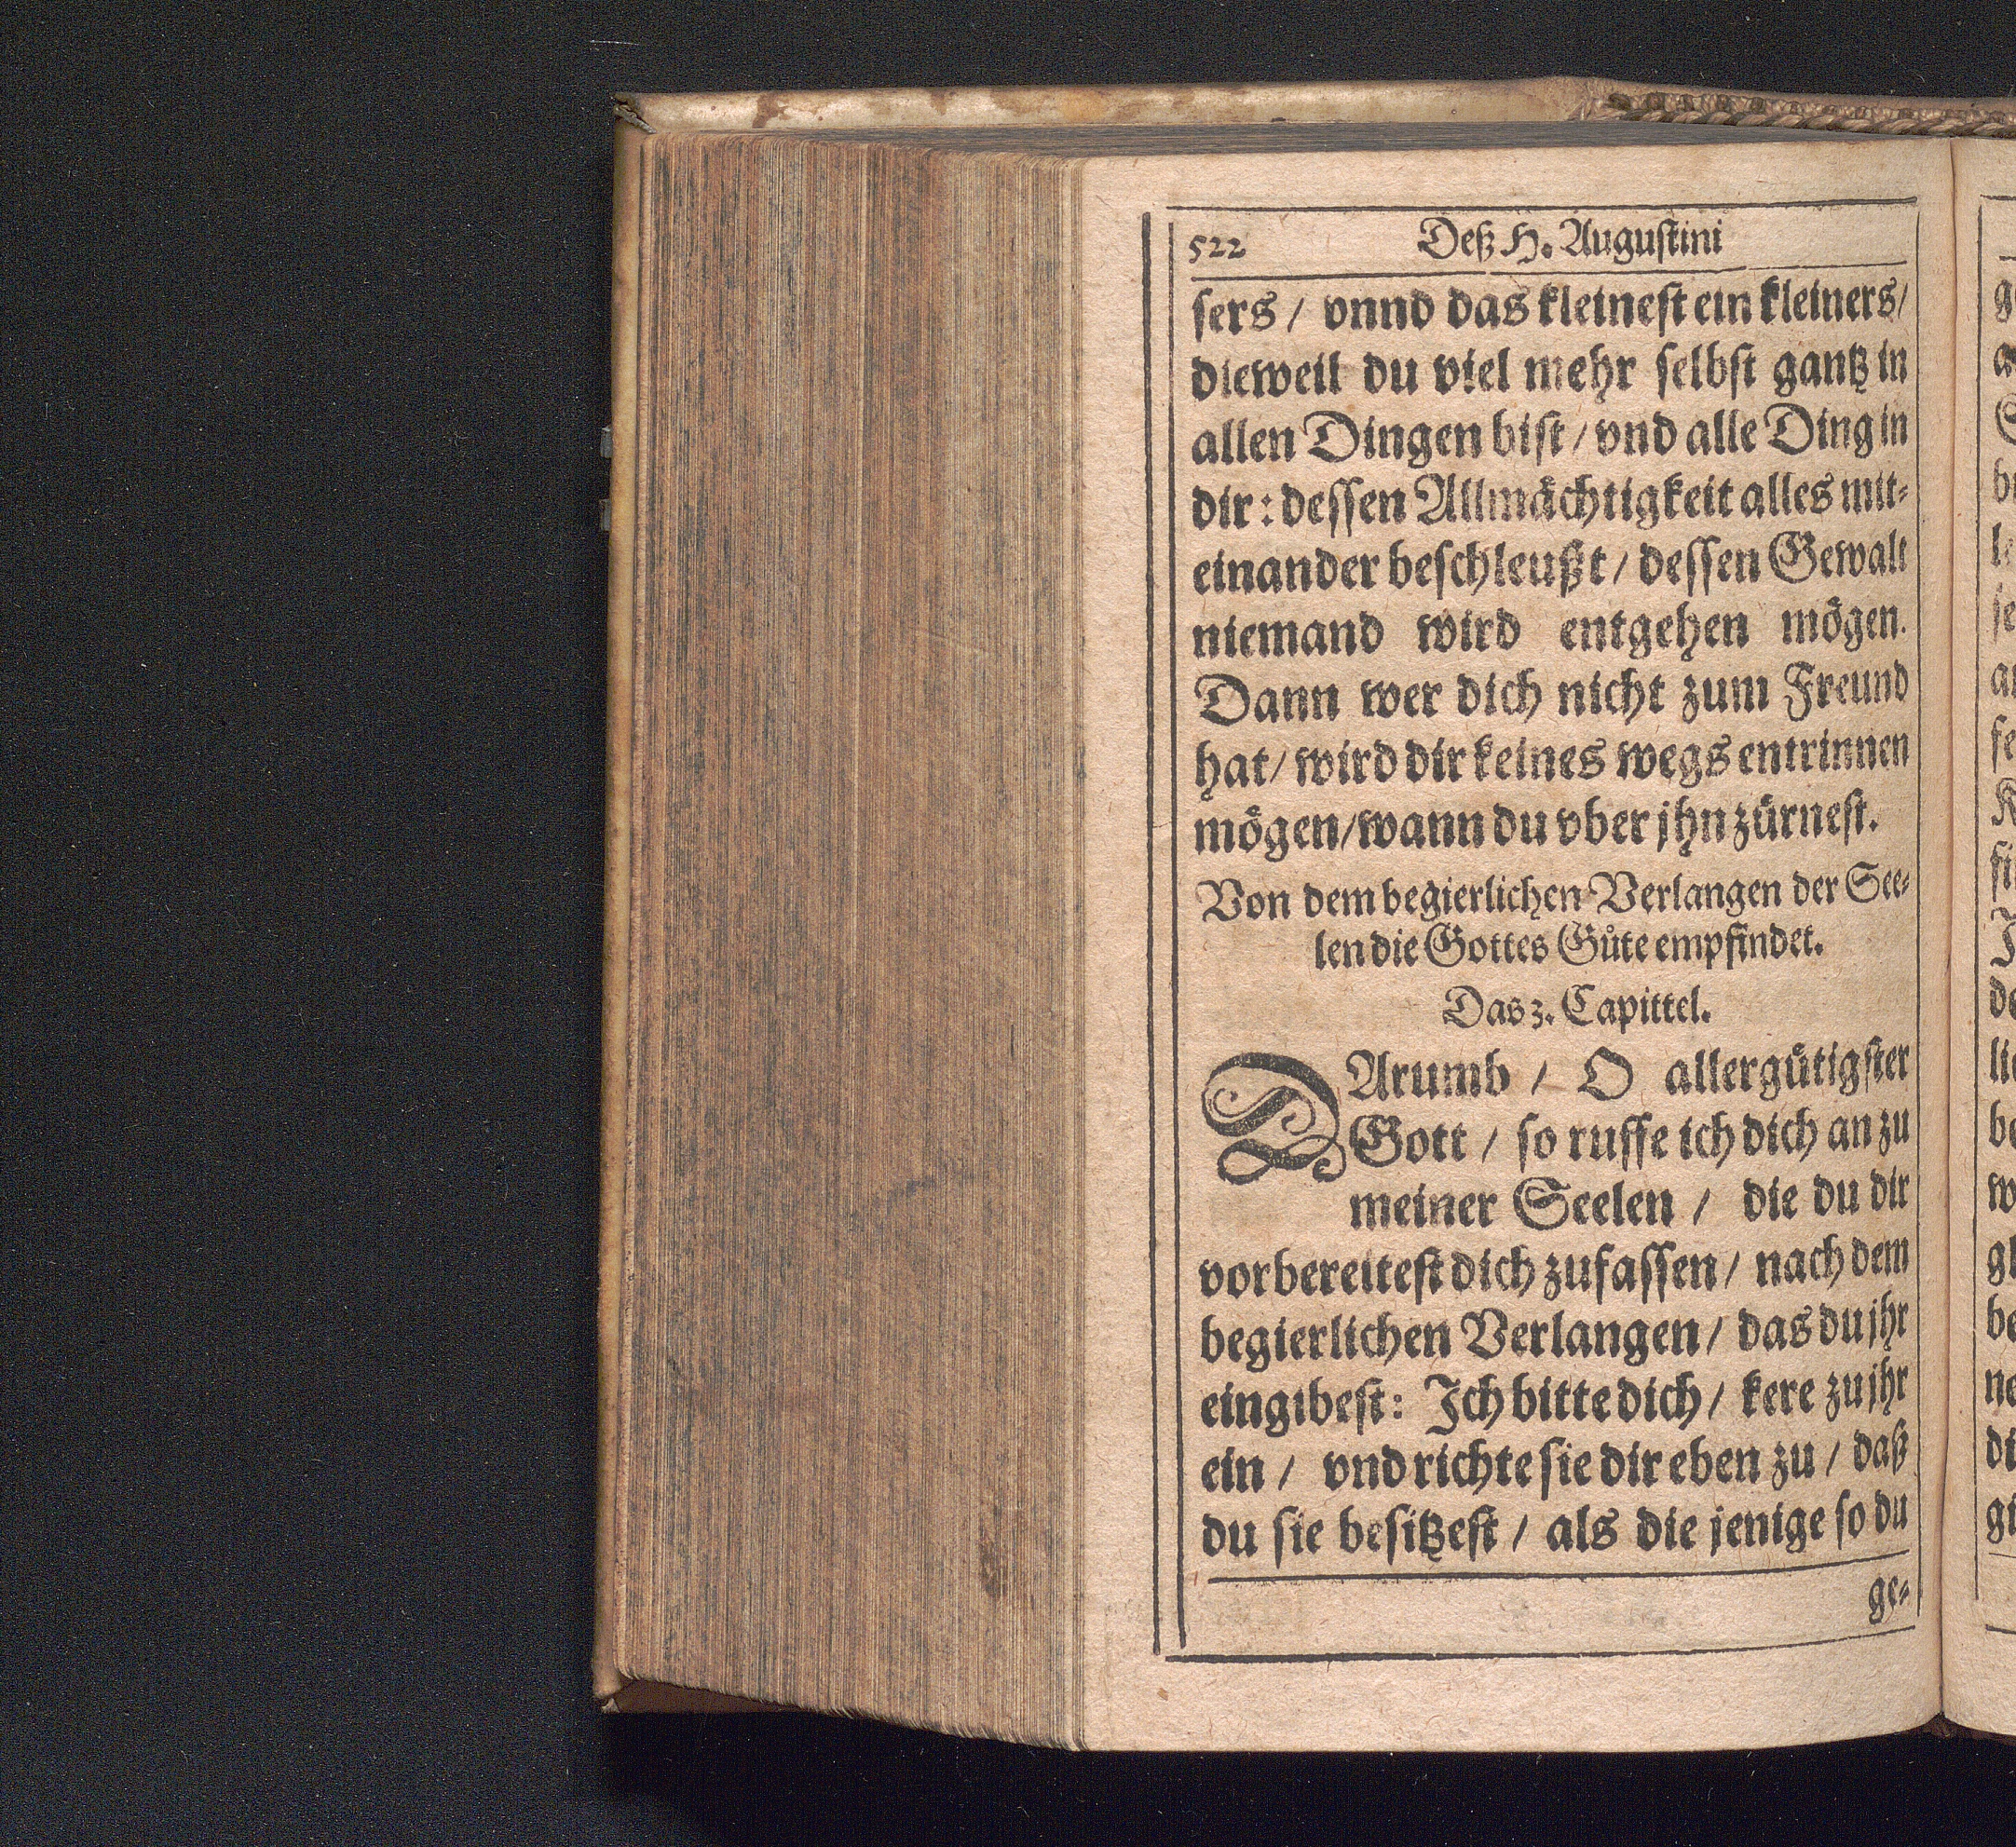 522 Deß H. Augustini
sers / vnnd das kleinest ein kleiners /
dieweil du viel mehr selbst gantz in
allen Dingen bist / vnd alle Ding in
dir: dessen Allmächtigkeit alles mit-
einander beschleußt / dessen Gewalt
niemand wird entgehen mögen.
Dann wer dich nicht zum Freund
hat / wird dir keines wegs entrinnen
mögen / wann du vber jhn zürnest.
Von dem begierlichen Verlangen der See-
len die Gottes Güte empfindet.
Das 3. Capittel.
DArumb / O allergütigster
Gott / so ruffe ich dich an zu
meiner Seelen / die du dir
vorbereitest dich zufassen / nach dem
begierlichen Verlangen / das du jhr
eingibest: Ich bitte dich / kere zu jhr
ein / vnd richte sie dir eben zu / daß
du sie besitzest / als die jenige so du
ge-